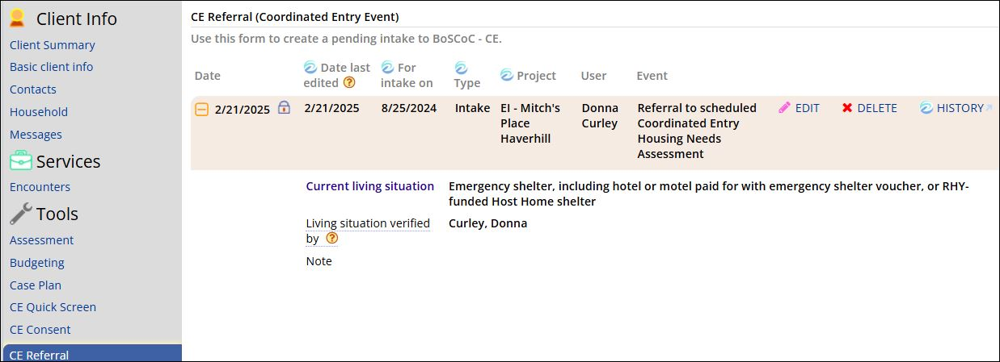 Client Info
Client Summary
Basic client info
Contacts
Household
Messages
Services
Encounters
Tools
Assessment
Budgeting
Case Plan
CE Quick Screen
CE Consent
CE Referral
CE Referral (Coordinated Entry Event)
Use this form to create a pending intake to BoSCoC - CE.
Date
Date last
edited ?
For
intake on
Type
Project
User
Event
2/21/2025
2/21/2025
8/25/2024
Intake
EI - Mitch's
Place
Haverhill
Donna
Curley
Referral to scheduled
Coordinated Entry
Housing Needs
Assessment
EDIT
DELETE
HISTORY
Current living situation
Emergency shelter, including hotel or motel paid for with emergency shelter voucher, or RHY-
funded Host Home shelter
Living situation verified
by ?
Curley, Donna
Note